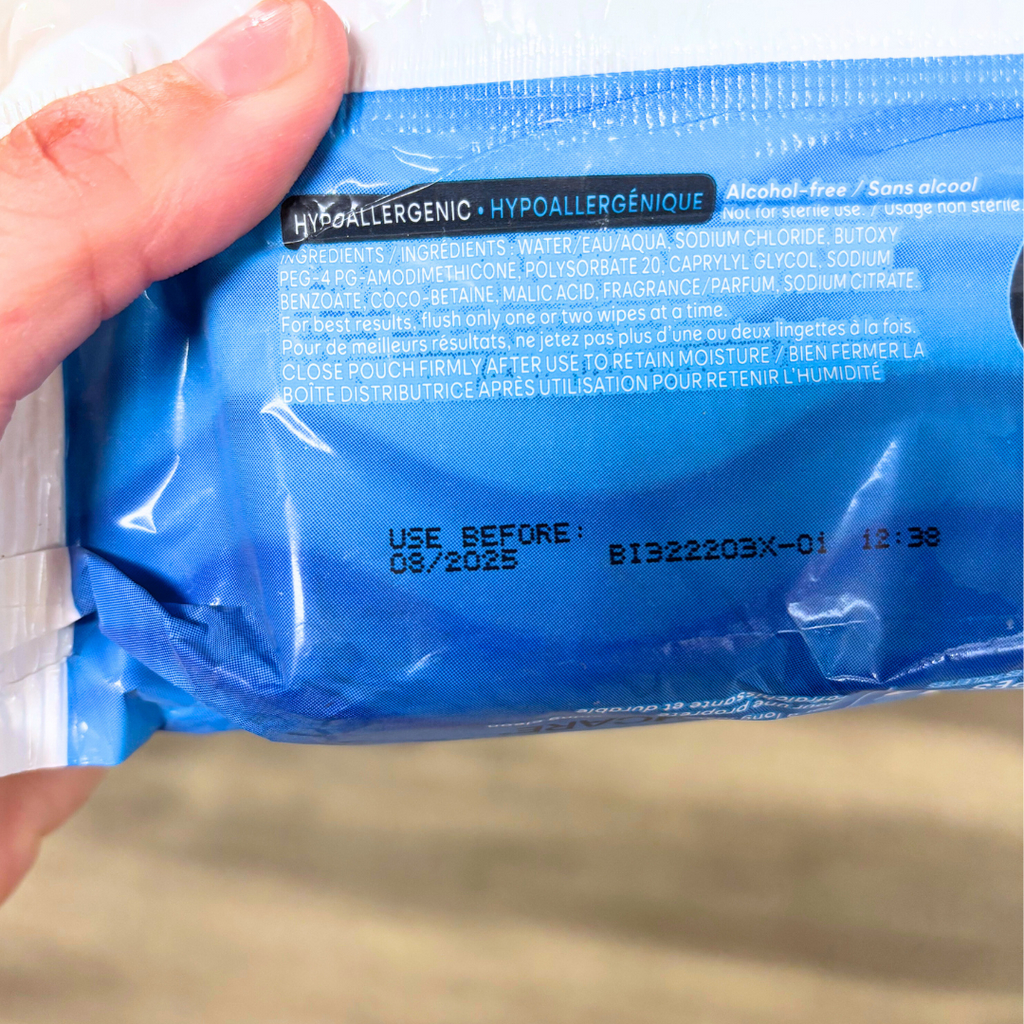 HYPOALLERGENIC • HYPOALLERGÉNIQUE
Alcohol-free / Sans alcool
Not for sterile use. / Usage non stérile.
INGREDIENTS / INGRÉDIENTS : WATER/EAU/AQUA, SODIUM CHLORIDE, BUTOXY
PEG-4 PG-AMODIMETHICONE, POLYSORBATE 20, CAPRYLYL GLYCOL, SODIUM
BENZOATE, COCO-BETAINE, MALIC ACID, FRAGRANCE/PARFUM, SODIUM CITRATE.
For best results, flush only one or two wipes at a time.
Pour de meilleurs résultats, ne jetez pas plus d'une ou deux lingettes à la fois.
CLOSE POUCH FIRMLY AFTER USE TO RETAIN MOISTURE / BIEN FERMER LA
BOÎTE DISTRIBUTRICE APRÈS UTILISATION POUR RETENIR L'HUMIDITÉ
USE BEFORE:
08/2025
BI322203X-01 12:38